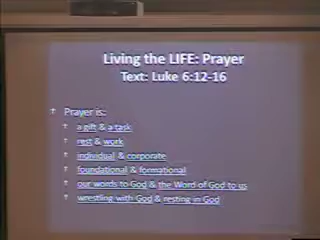 Living the LIFE: Prayer
Text: Luke 6:12-16
Prayer is:
a gift & a task
rest & work
individual & corporate
foundational & formational
our words to God & the Word of God to us
wrestling with God & resting in God